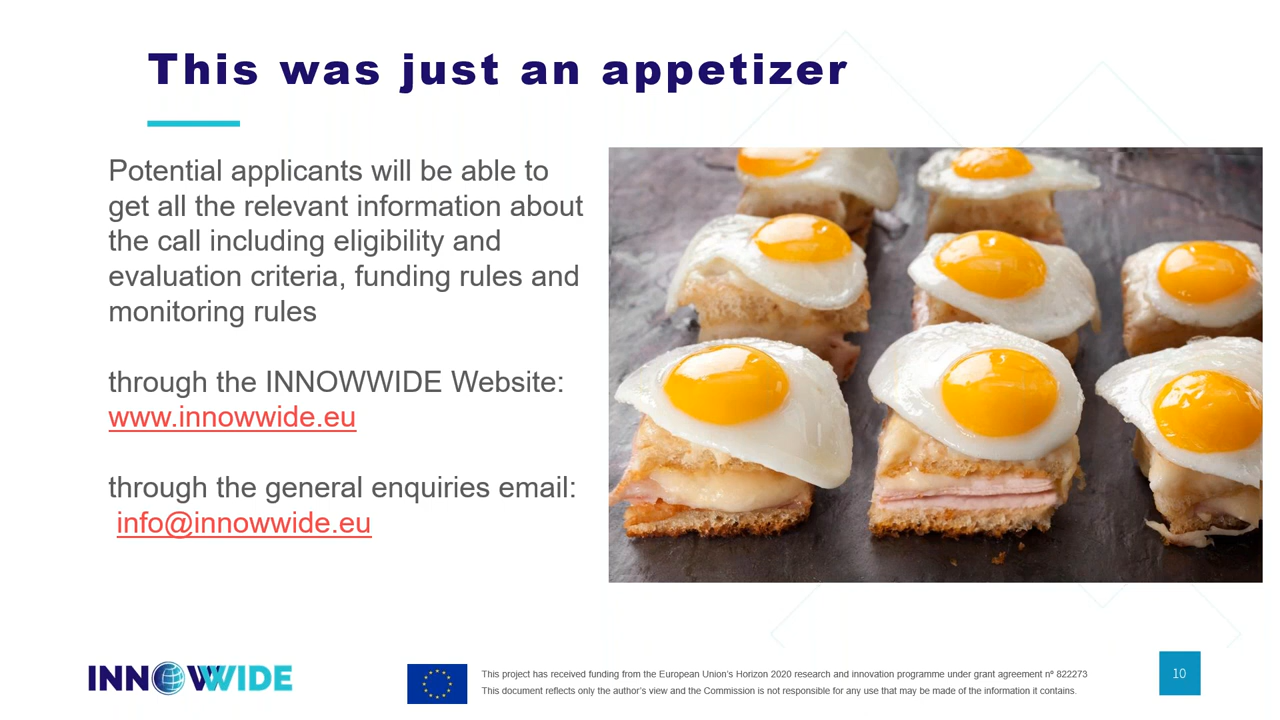 This was just an appetizer
Potential applicants will be able to
get all the relevant information about
the call including eligibility and
evaluation criteria, funding rules and
monitoring rules
through the INNOWWIDE Website:
www.innowwide.eu
through the general enquiries email:
info@innowwide.eu
INNOWWIDE
This project has received funding from the European Union's Horizon 2020 research and innovation programme under grant agreement nº 822273
This document reflects only the author's view and the Commission is not responsible for any use that may be made of the information it contains.
10